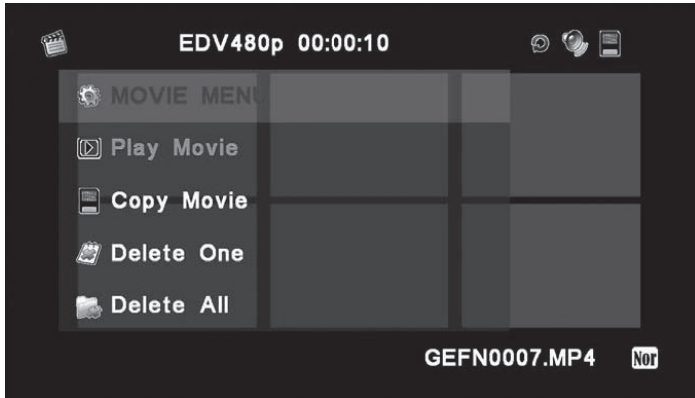 EDV480p 00:00:10
MOVIE MENU
Play Movie
Copy Movie
Delete One
Delete All
GEFN0007.MP4 Nor